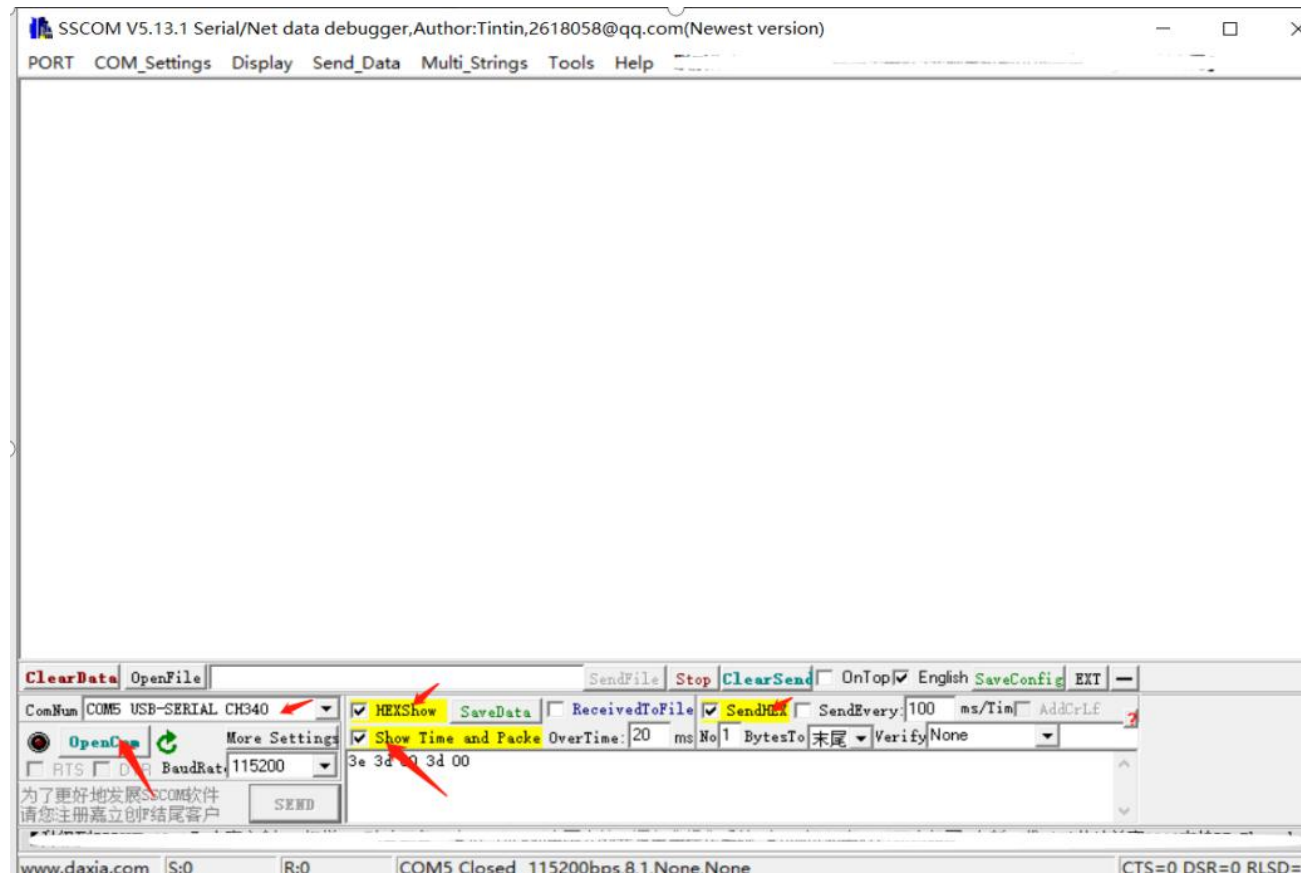 SSCOM V5.13.1 Serial/Net data debugger,Author:Tintin,2618058@qq.com(Newest version)
PORT COM_Settings Display Send_Data Multi_Strings Tools Help
ClearData OpenFile SendFile Stop ClearSend OnTop English SaveConfig EXT
ComNum COM5 USB-SERIAL CH340 HEXShow SaveData ReceivedToFile SendHEX SendEvery: 100 ms/Tim AddCrLf
OpenCom More Settings Show Time and Packe OverTime: 20 ms No 1 BytesTo 末尾 Verify None
RTS DTR BaudRat 115200 3e 3d 00 3d 00
为了更好地发展SSCOM软件
请您注册嘉立创F结尾客户
SEND
www.daxia.com S:0 R:0 COM5 Closed 115200bps,8,1,None,None CTS=0 DSR=0 RLSD=